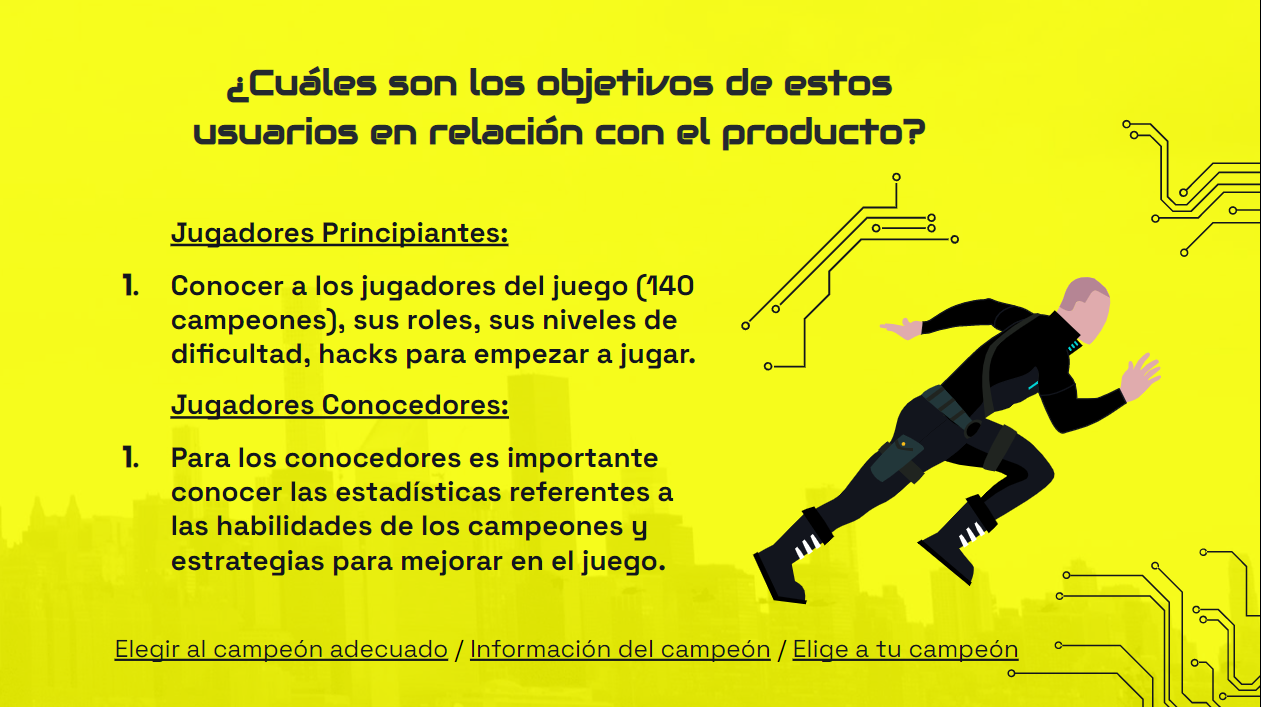 ¿Cuáles son los objetivos de estos
usuarios en relación con el producto?
Jugadores Principiantes:
1. Conocer a los jugadores del juego (140
campeones), sus roles, sus niveles de
dificultad, hacks para empezar a jugar.
Jugadores Conocedores:
1. Para los conocedores es importante
conocer las estadísticas referentes a
las habilidades de los campeones y
estrategias para mejorar en el juego.
Elegir al campeón adecuado / Información del campeón / Elige a tu campeón